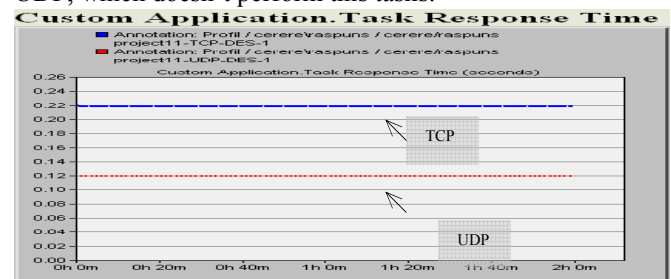 UDP, which doesn't perform this tasks.
Custom Application.Task Response Time
Annotation: Profil / cerere\raspuns / cerere/raspuns
project11-TCP-DES-1
Annotation: Profil / cerere\raspuns / cerere/raspuns
project11-UDP-DES-1
Custom Application.Task Response Time (seconds)
0.26
0.24
0.22
0.20
0.18
0.16
0.14
0.12
0.10
0.08
0.06
0.04
0.02
0.00
TCP
UDP
0h 0m 0h 20m 0h 40m 1h 0m 1h 20m 1h 40m 2h 0m